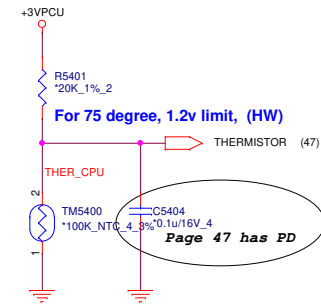 +3VPCU
R5401
*20K_1%_2
For 75 degree, 1.2v limit, (HW)
THERMISTOR (47)
THER_CPU
2
TM5400
*100K_NTC_4_3%
1
C5404
*0.1u/16V_4
Page 47 has PD